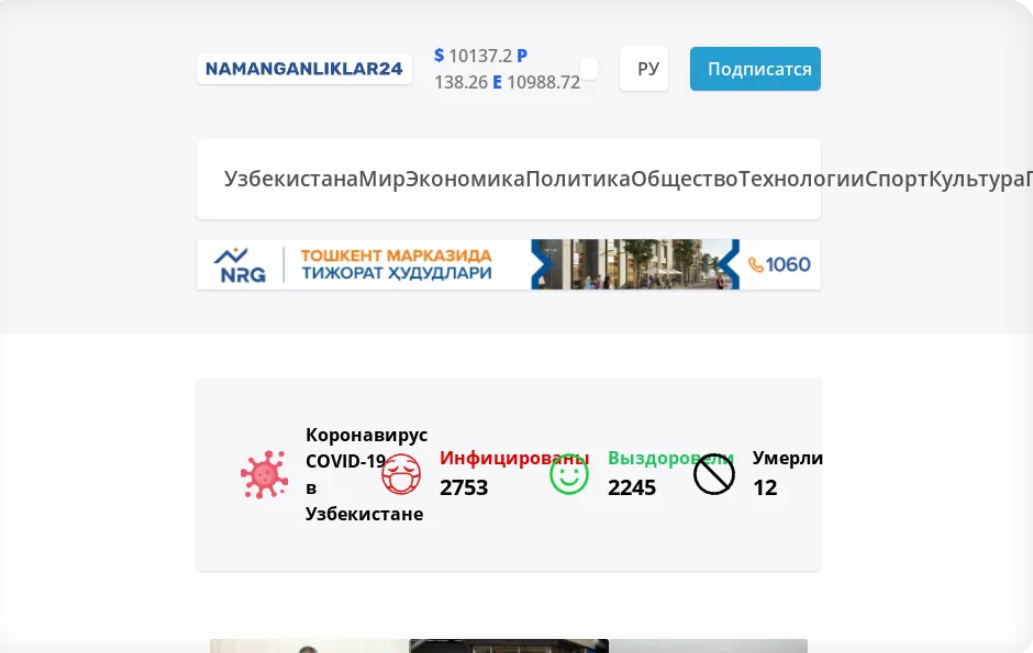 NAMANGANLIKLAR24
$ 10137.2 P
138.26 E 10988.72
РУ
Подписатся
УзбекистанаМирЭкономикаПолитикаОбществоТехнологииСпортКультура
NRG
ТОШКЕНТ МАРКАЗИДА
ТИЖОРАТ ҲУДУДЛАРИ
1060
Коронавирус
COVID-19
в
Узбекистане
Инфицированы
2753
Выздоровели
2245
Умерли
12